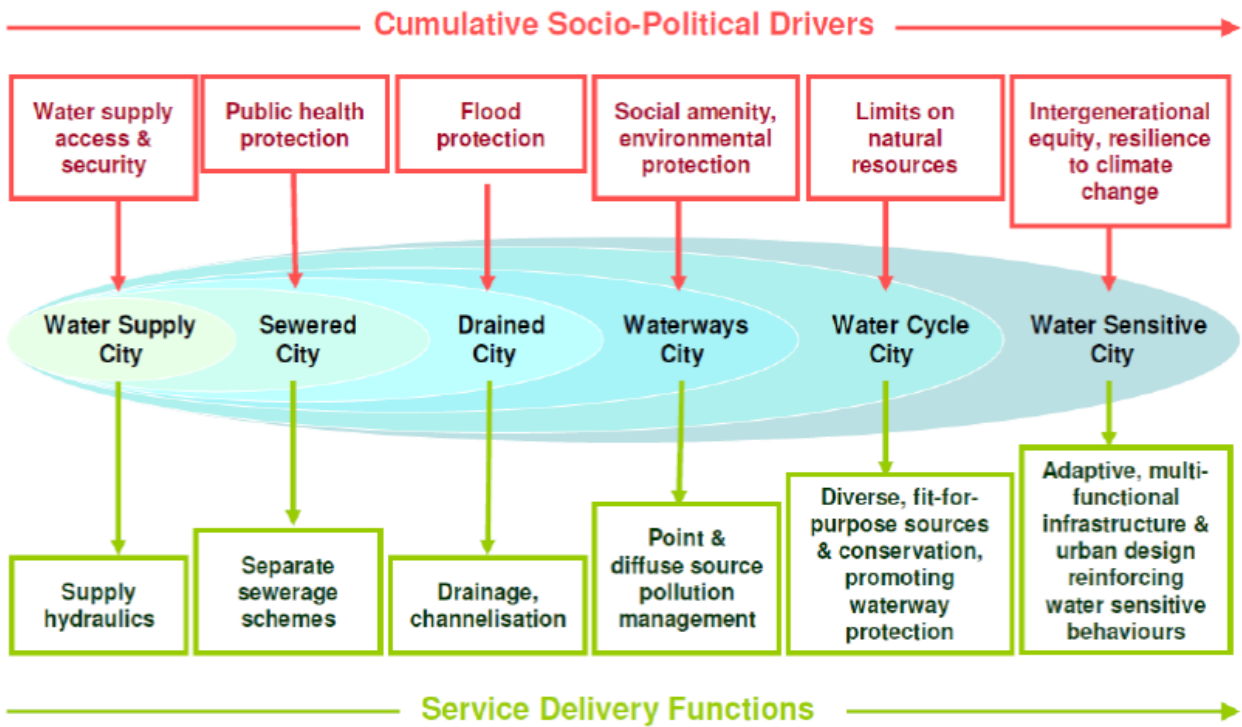 Cumulative Socio-Political Drivers
Water supply
access &
security
Public health
protection
Flood
protection
Social amenity,
environmental
protection
Limits on
natural
resources
Intergenerational
equity, resilience
to climate
change
Water Supply
City
Sewered
City
Drained
City
Waterways
City
Water Cycle
City
Water Sensitive
City
Supply
hydraulics
Separate
sewerage
schemes
Drainage,
channelisation
Point &
diffuse source
pollution
management
Diverse, fit-for-
purpose sources
& conservation,
promoting
waterway
protection
Adaptive, multi-
functional
infrastructure &
urban design
reinforcing
water sensitive
behaviours
Service Delivery Functions